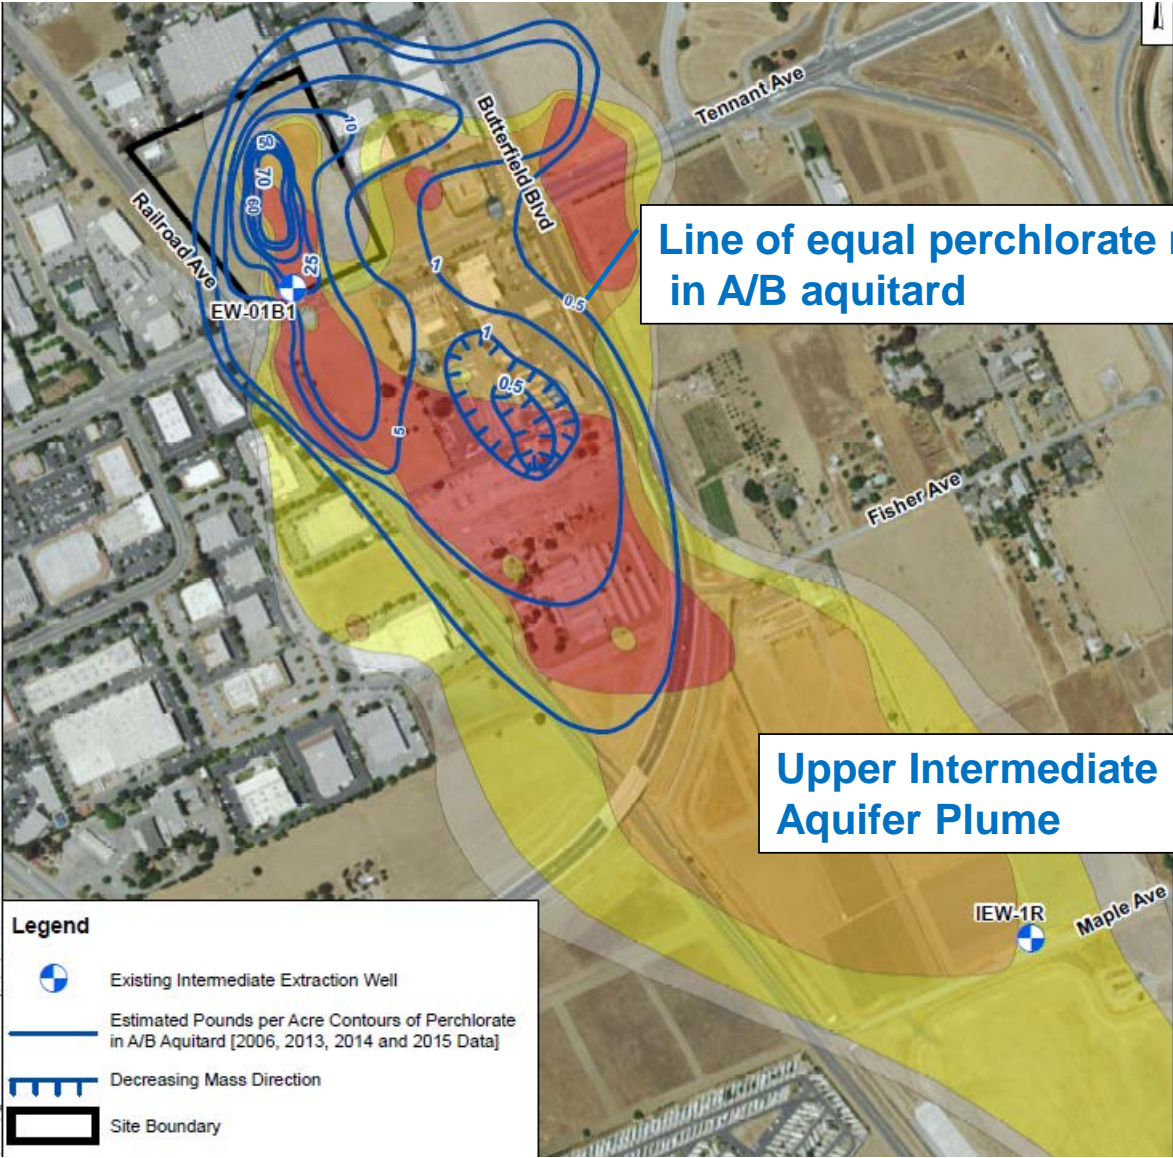 Tennant Ave
Butterfield Blvd
10
50
70
60
Railroad Ave
25
EW-01B1
1
0.5
Line of equal perchlorate
in A/B aquitard
1
0.5
5
Fisher Ave
Upper Intermediate
Aquifer Plume
IEW-1R
Maple Ave
Legend
Existing Intermediate Extraction Well
Estimated Pounds per Acre Contours of Perchlorate
in A/B Aquitard [2006, 2013, 2014 and 2015 Data]
Decreasing Mass Direction
Site Boundary